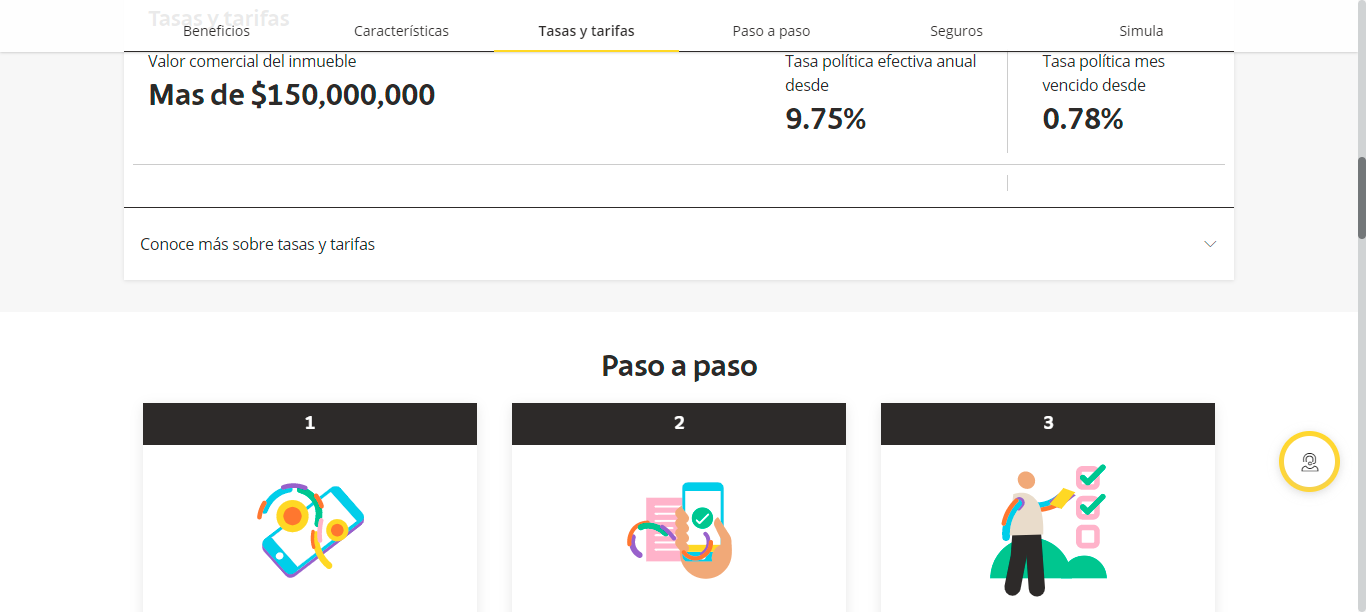 Tasas y tarifas
Beneficios
Características
Tasas y tarifas
Paso a paso
Seguros
Simula
Valor comercial del inmueble
Mas de $150,000,000
Tasa política efectiva anual
desde
9.75%
Tasa política mes
vencido desde
0.78%
Conoce más sobre tasas y tarifas
Paso a paso
1
2
3